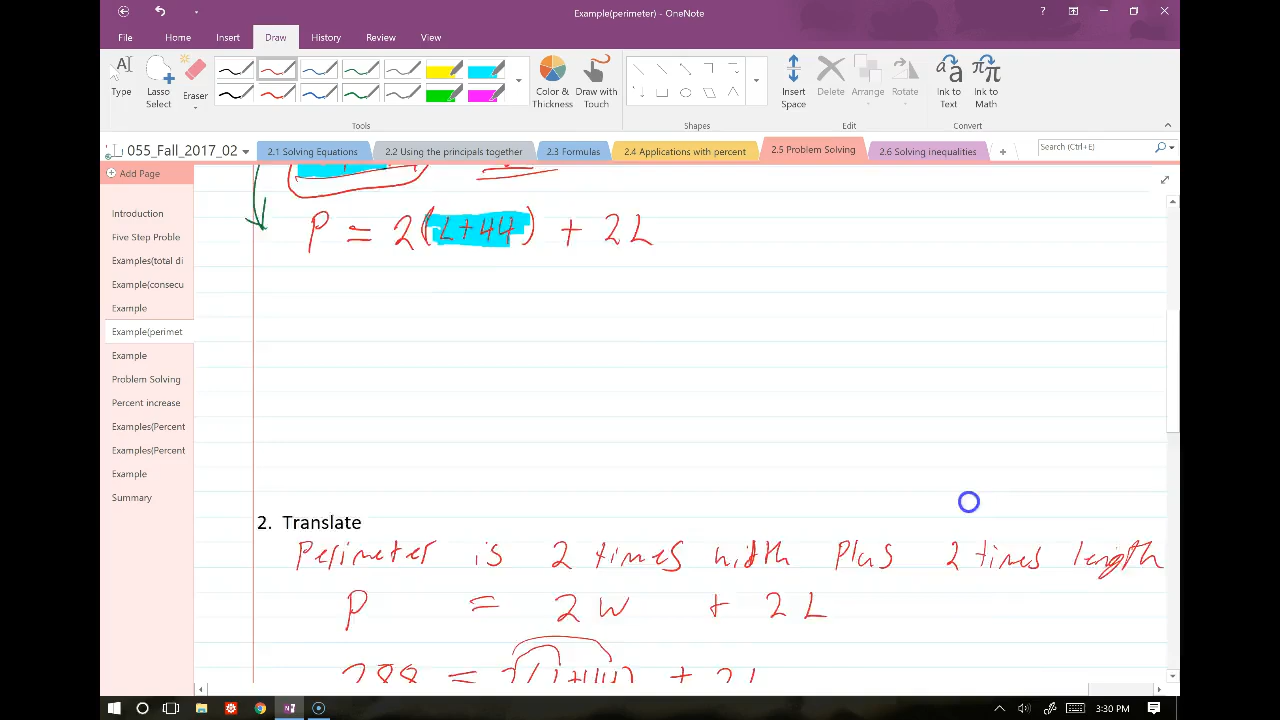 Example(perimeter) - OneNote
File Home Insert Draw History Review View
Type
Lasso Select
Eraser
Color & Thickness
Draw with Touch
Insert Space
Delete
Arrange
Rotate
Ink to Text
Ink to Math
Tools
Shapes
Edit
Convert
055_Fall_2017_02
2.1 Solving Equations
2.2 Using the principals together
2.3 Formulas
2.4 Applications with percent
2.5 Problem Solving
2.6 Solving inequalities
Search (Ctrl+E)
Add Page
Introduction
Five Step Proble
Examples(total di
Example(consecu
Example
Example(perimet
Example
Problem Solving
Percent increase
Examples(Percent
Examples(Percent
Example
Summary
P = 2(L+44) + 2L
2. Translate
Perimeter is 2 times width Plus 2 times length
P = 2W + 2L
288 = 2(L+44) + 2L
3:30 PM